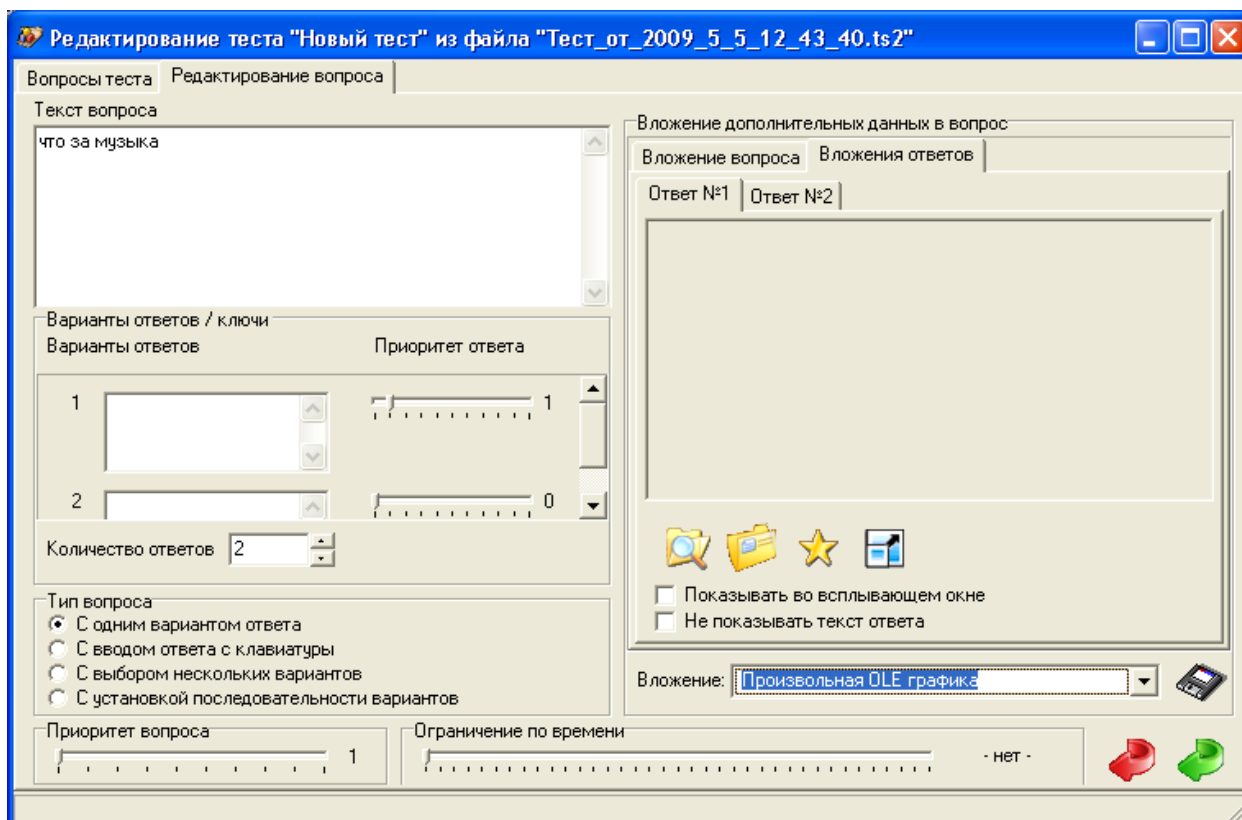 Редактирование теста "Новый тест" из файла "Тест_от_2009_5_5_12_43_40.ts2"
Вопросы теста Редактирование вопроса
Текст вопроса
что за музыка
Варианты ответов / ключи
Варианты ответов Приоритет ответа
1 1
2 0
Количество ответов 2
Тип вопроса
С одним вариантом ответа
С вводом ответа с клавиатуры
С выбором нескольких вариантов
С установкой последовательности вариантов
Приоритет вопроса
1
Ограничение по времени
- нет -
Вложение дополнительных данных в вопрос
Вложение вопроса Вложения ответов
Ответ №1 Ответ №2
Показывать во всплывающем окне
Не показывать текст ответа
Вложение: Произвольная OLE графика